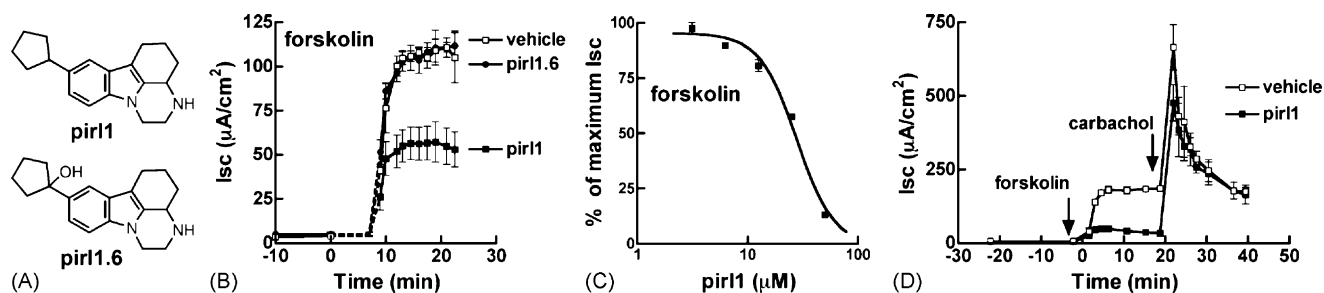 NH
N
pirl1
OH
NH
N
pirl1.6
(A)
forskolin
vehicle
pirl1.6
pirl1
Isc (μA/cm²)
125
100
75
50
25
0
-10 0 10 20 30
Time (min)
(B)
forskolin
% of maximum Isc
100
75
50
25
0
1 10 100
pirl1 (μM)
(C)
Isc (μA/cm²)
750
500
250
0
vehicle
pirl1
carbachol
forskolin
-30 -20 -10 0 10 20 30 40 50
Time (min)
(D)